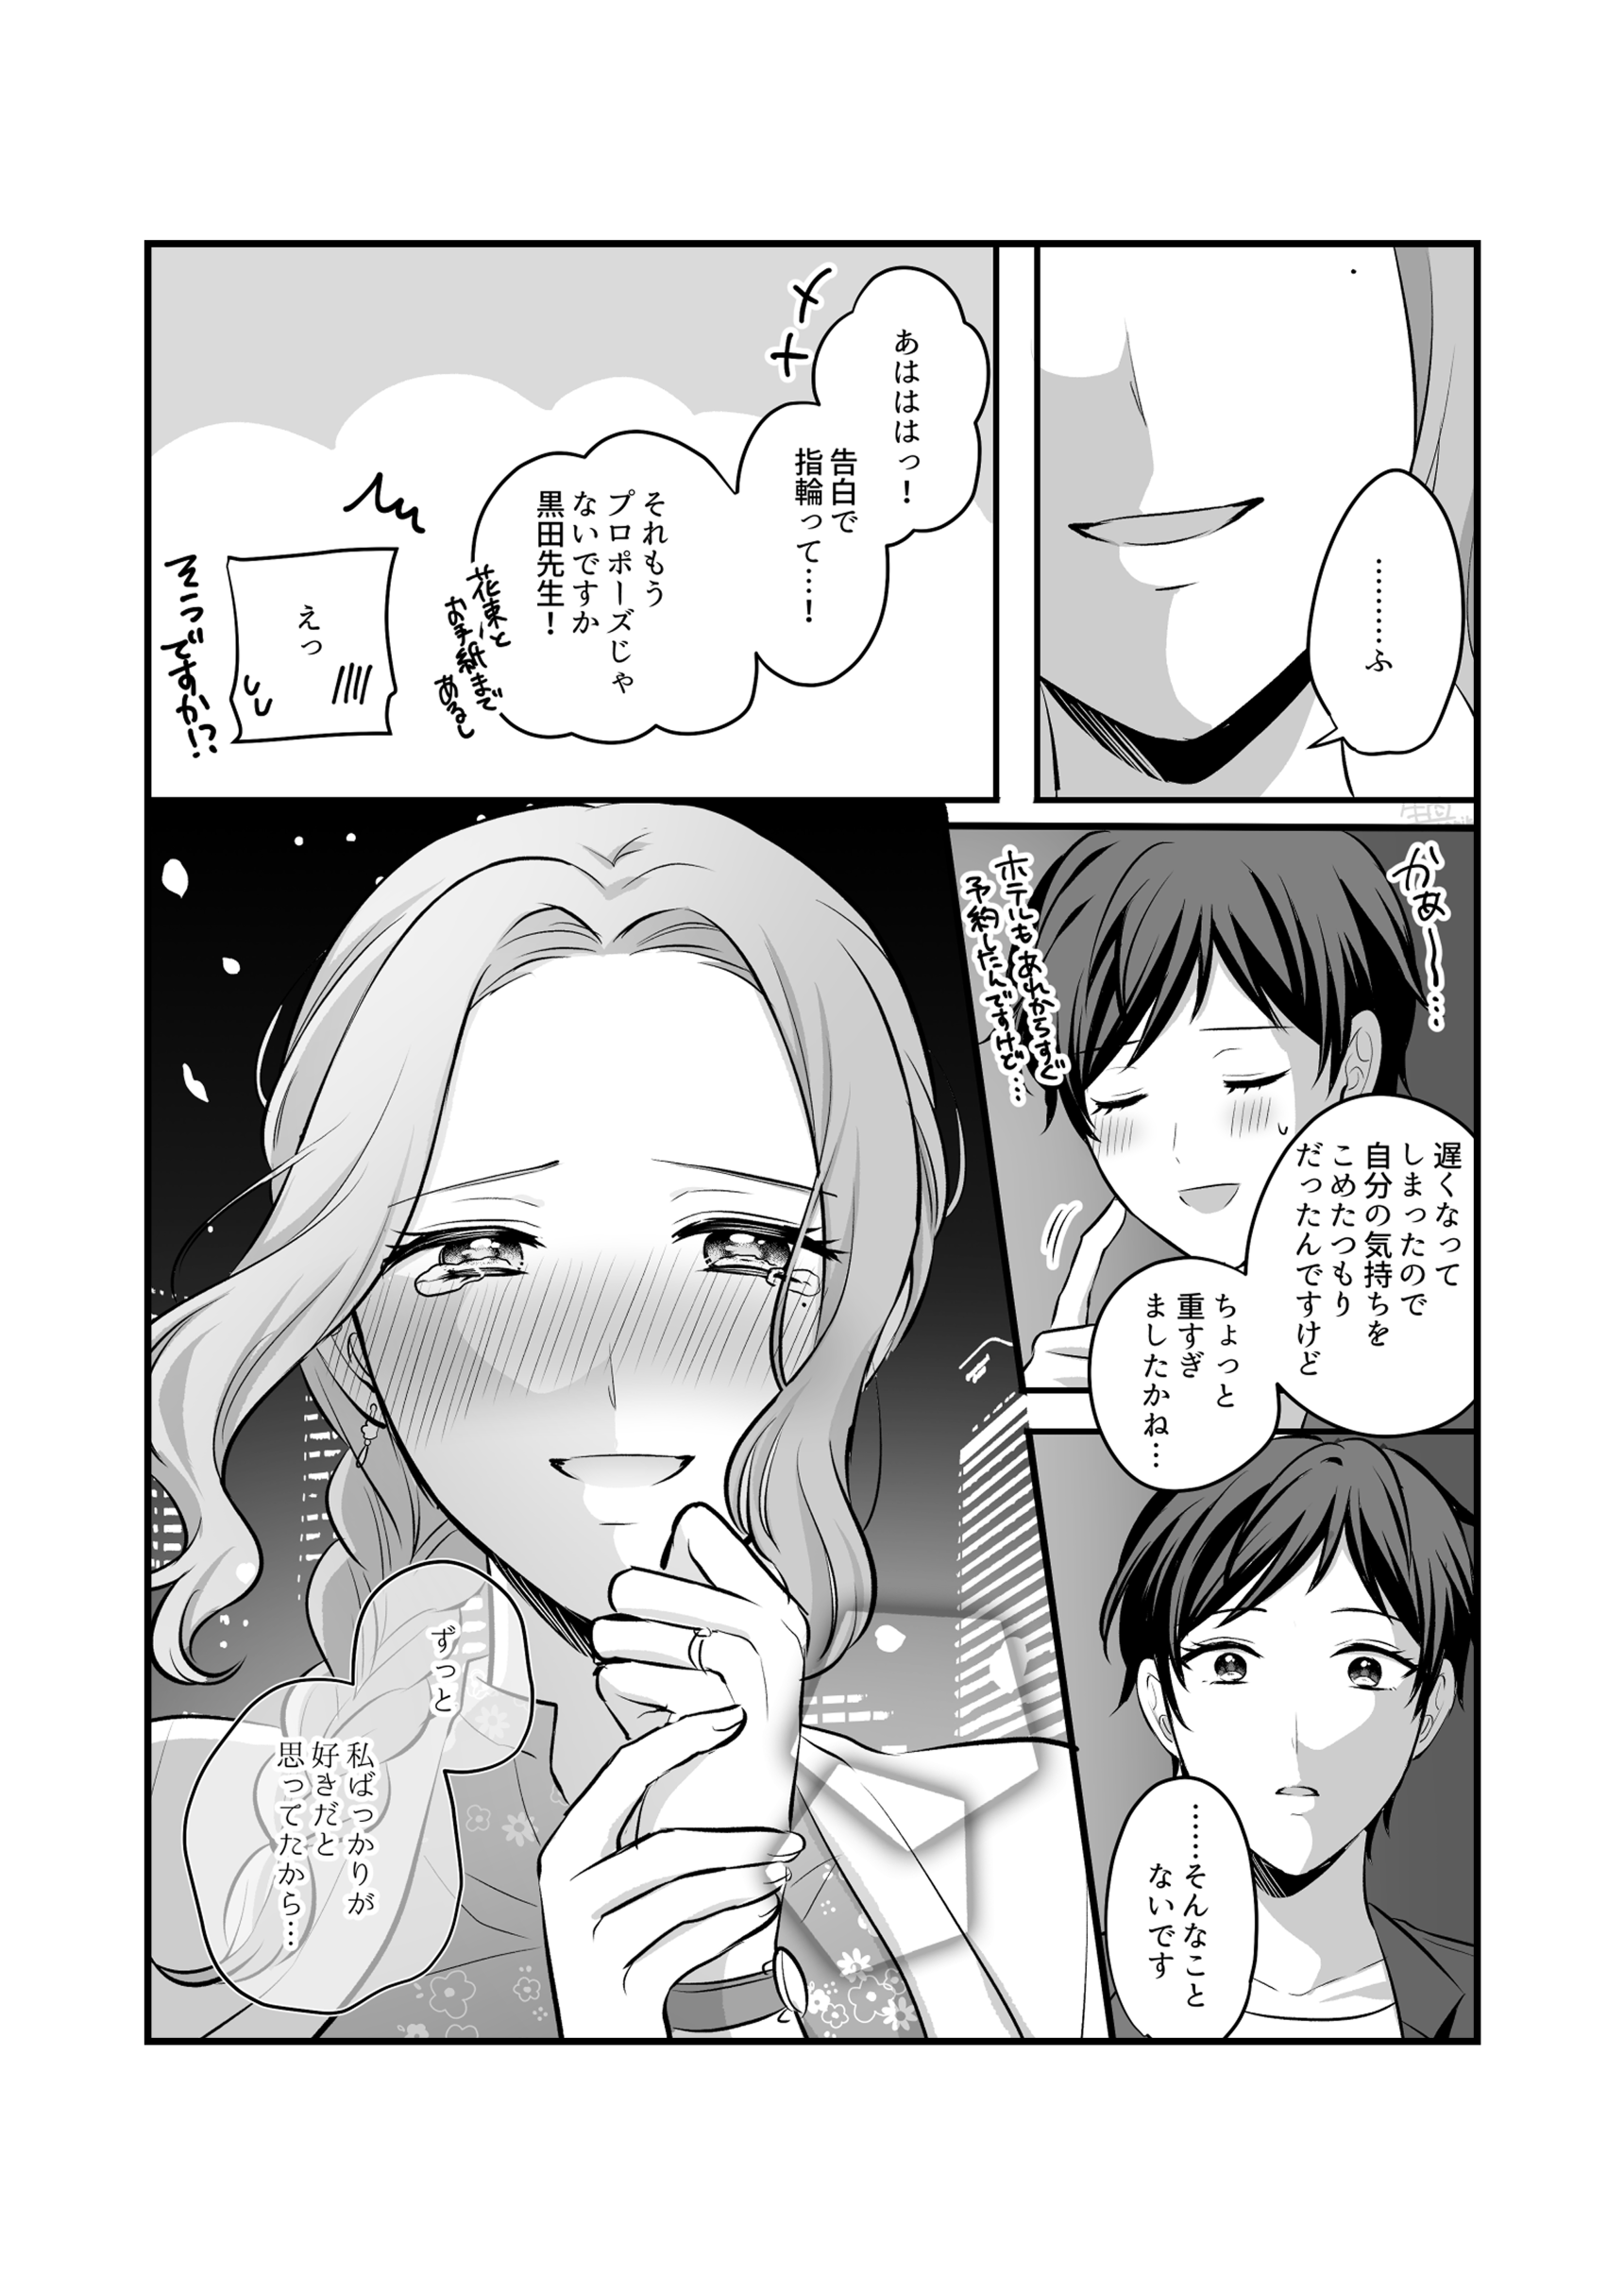 ………ふ
あはははっ！
告白で
指輪って…！
それもう
プロポーズじゃ
ないですか
黒田先生！
花束と
お手紙まで
あるし
えっ
そうですか!?
かあ〜…
遅くなって
しまったので
自分の気持ちを
こめたつもり
だったんですけど
ホテルもあれからすぐ
予約したんですけど…
ちょっと
重すぎ
ましたかね…
……そんなこと
ないです
ずっと
私ばっかりが
好きだと
思ってたから…